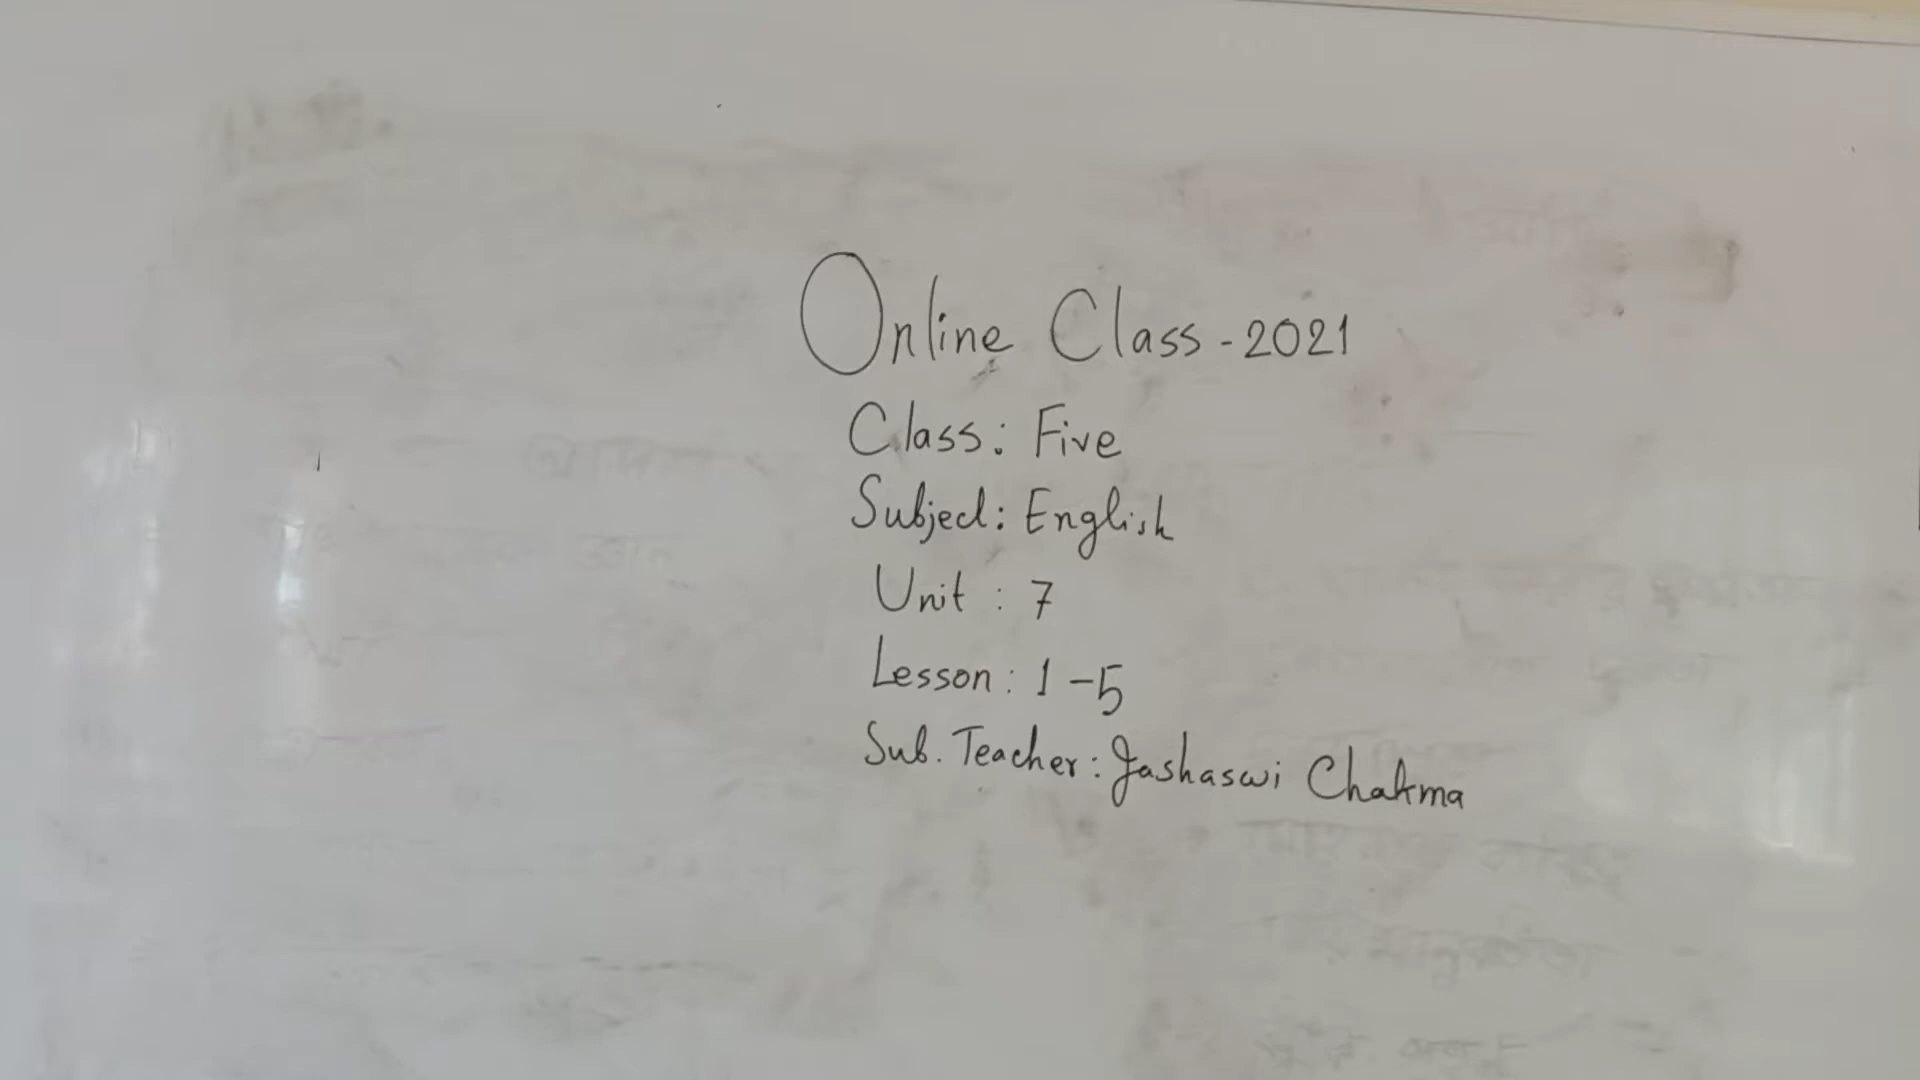 Online Class - 2021
Class: Five
Subject: English
Unit : 7
Lesson : 1-5
Sub. Teacher: Jashaswi Chakma